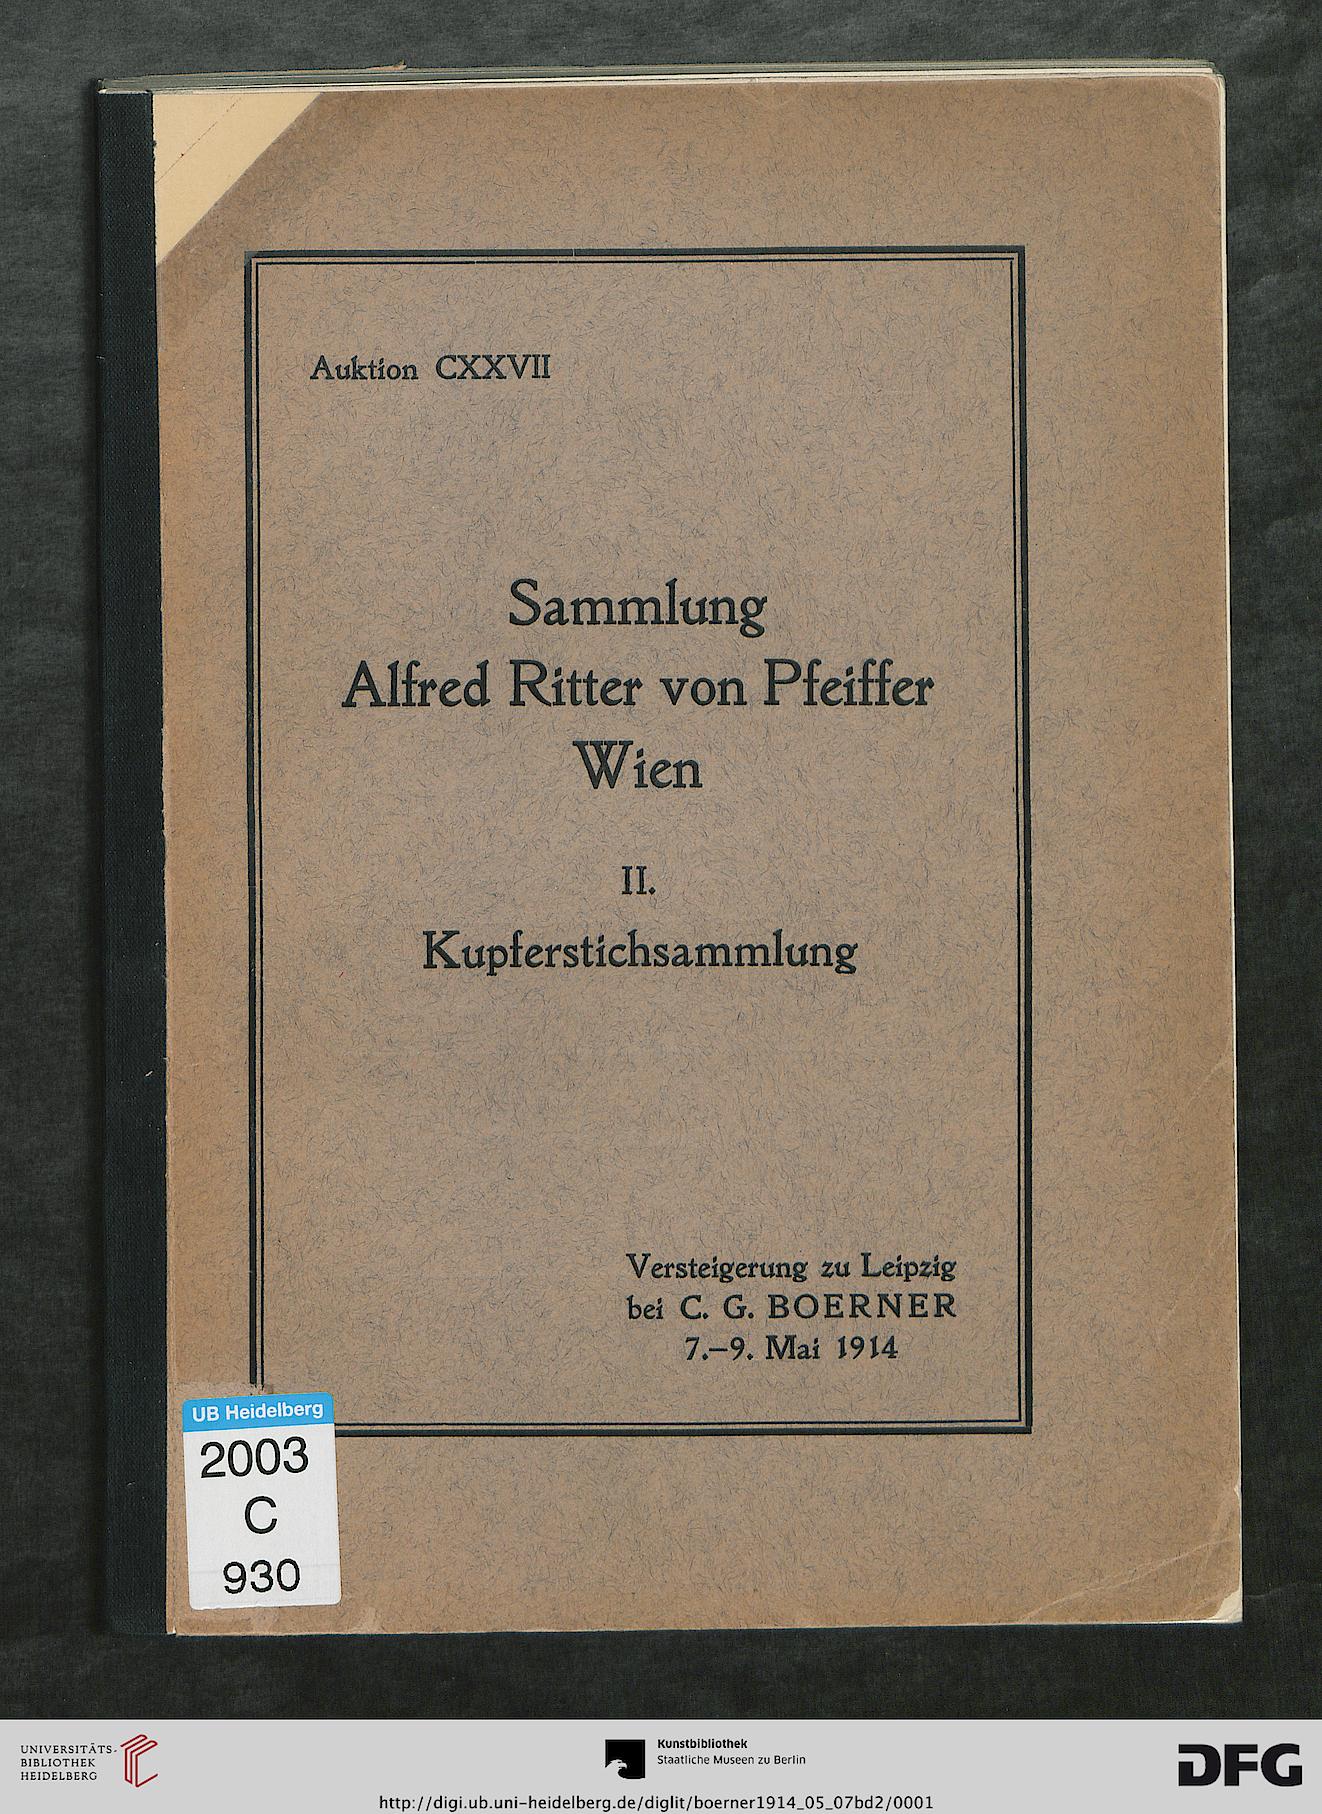 Auktion CXXVII
Sammlung
Alfred Ritter von Pfeiffer
Wien
II.
Kupferstichsammlung
Versteigerung zu Leipzig
bei C. G. BOERNER
7.–9. Mai 1914
UB Heidelberg
2003
C
930
UNIVERSITÄTS-
BIBLIOTHEK
HEIDELBERG
Kunstbibliothek
Staatliche Museen zu Berlin
DFG
http://digi.ub.uni-heidelberg.de/diglit/boerner1914_05_07bd2/0001